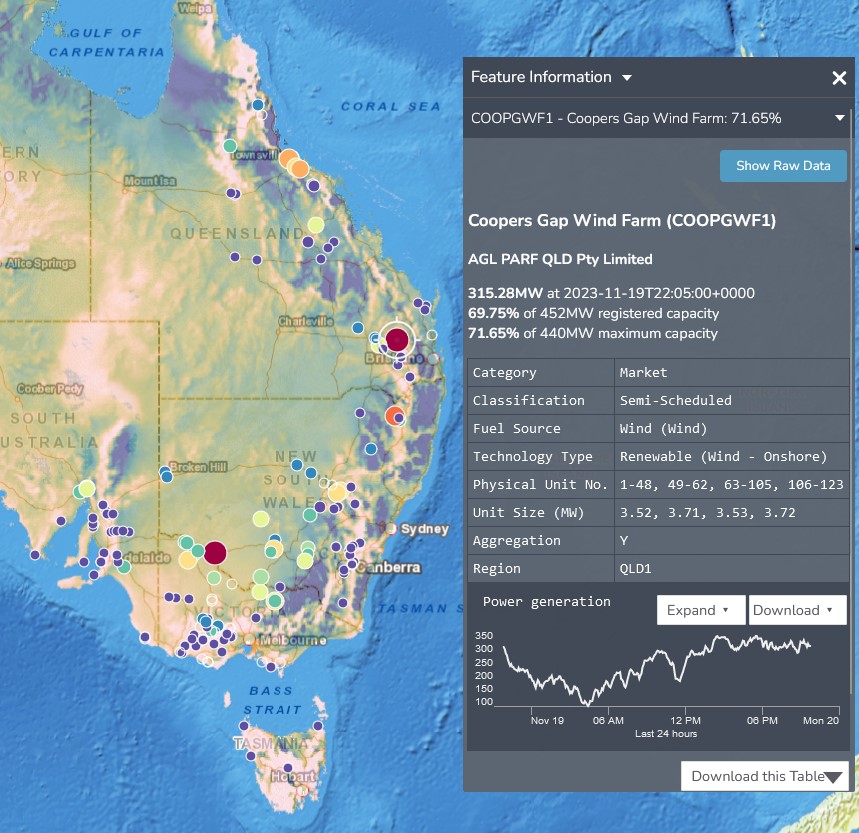 Weipa
GULF OF
CARPENTARIA
CORAL SEA
ERN
ORY
Townsvill
Mount Isa
QUEENSLAND
Alice Springs
Charleville
Brisbane
Coober Pedy
SOUTH
USTRALIA
Broken Hill
NEW
SOU
WALE
Sydney
delaide
Canberra
VICTORIA
TASMAN S
Melbourne
BASS
STRAIT
TASMANIA
Hobart
Feature Information
COOPGWF1 - Coopers Gap Wind Farm: 71.65%
Show Raw Data
Coopers Gap Wind Farm (COOPGWF1)
AGL PARF QLD Pty Limited
315.28MW at 2023-11-19T22:05:00+0000
69.75% of 452MW registered capacity
71.65% of 440MW maximum capacity
Category Market
Classification Semi-Scheduled
Fuel Source Wind (Wind)
Technology Type Renewable (Wind - Onshore)
Physical Unit No. 1-48, 49-62, 63-105, 106-123
Unit Size (MW) 3.52, 3.71, 3.53, 3.72
Aggregation Y
Region QLD1
Power generation
Expand
Download
350
300
250
200
150
100
Nov 19 06 AM 12 PM 06 PM Mon 20
Last 24 hours
Download this Table